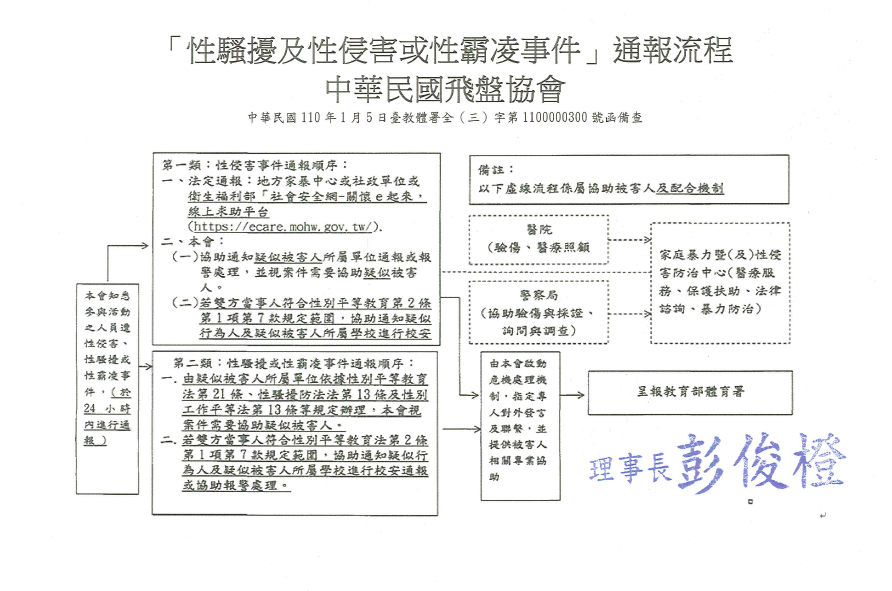 「性騷擾及性侵害或性霸凌事件」通報流程
中華民國飛盤協會
中華民國 110 年 1 月 5 日臺教體署全（三）字第 1100000300 號函備查
本會知悉
參與活動
之人員遭
性侵害、
性騷擾或
性霸凌事
件，（於
24 小時
內進行通
報）
第一類：性侵害事件通報順序：
一、法定通報：地方家暴中心或社政單位或
衛生福利部「社會安全網-關懷 e 起來，
線上求助平台
(https://ecare.mohw.gov.tw/).
二、本會：
(一)協助通知疑似被害人所屬單位通報或報
警處理，並視案件需要協助疑似被害
人。
(二)若雙方當事人符合性別平等教育第 2 條
第 1 項第 7 款規定範圍，協助通知疑似
行為人及疑似被害人所屬學校進行校安
第二類：性騷擾或性霸凌事件通報順序：
一. 由疑似被害人所屬單位依據性別平等教育
法第 21 條、性騷擾防法法第 13 條及性別
工作平等法第 13 條等規定辦理，本會視
案件需要協助疑似被害人。
二. 若雙方當事人符合性別平等教育法第 2 條
第 1 項第 7 款規定範圍，協助通知疑似行
為人及疑似被害人所屬學校進行校安通報
或協助報警處理。
備註：
以下虛線流程係屬協助被害人及配合機制
醫院
(驗傷、醫療照顧
警察局
(協助驗傷與採證、
詢問與調查)
家庭暴力暨(及)性侵
害防治中心(醫療服
務、保護扶助、法律
諮詢、暴力防治)
由本會啟動
危機處理機
制，指定專
人對外發言
及聯繫，並
提供被害人
相關專業協
助
呈報教育部體育署
理事長彭俊橙